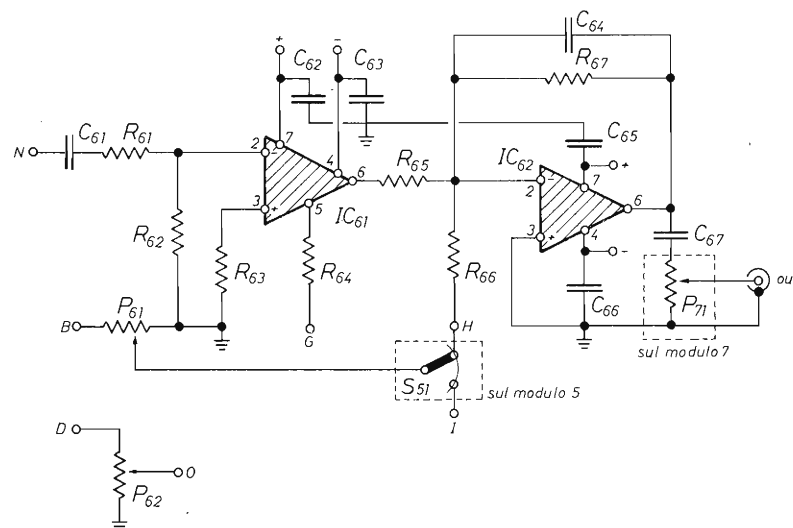 C64
R67
+ −
C62 C63
N C61 R61
2 − 7
4
6
3 +
5
IC61
R62
R63
R64
R65
C65
IC62
+
2 − 7
6
3 +
4
−
C66
R66
C67
P71
ou
sul modulo 7
B P61
G
H
S51
sul modulo 5
I
D
P62
O